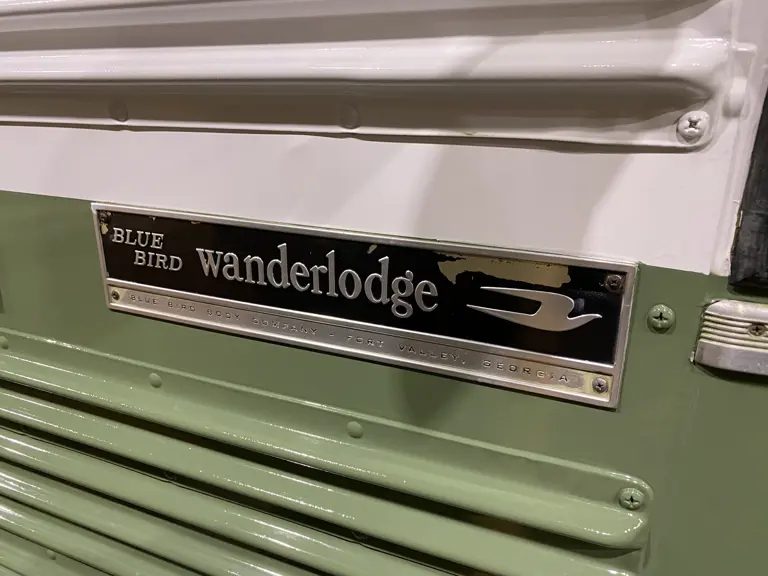 BLUE BIRD wanderlodge
BLUE BIRD BODY COMPANY - FORT VALLEY, GEORGIA